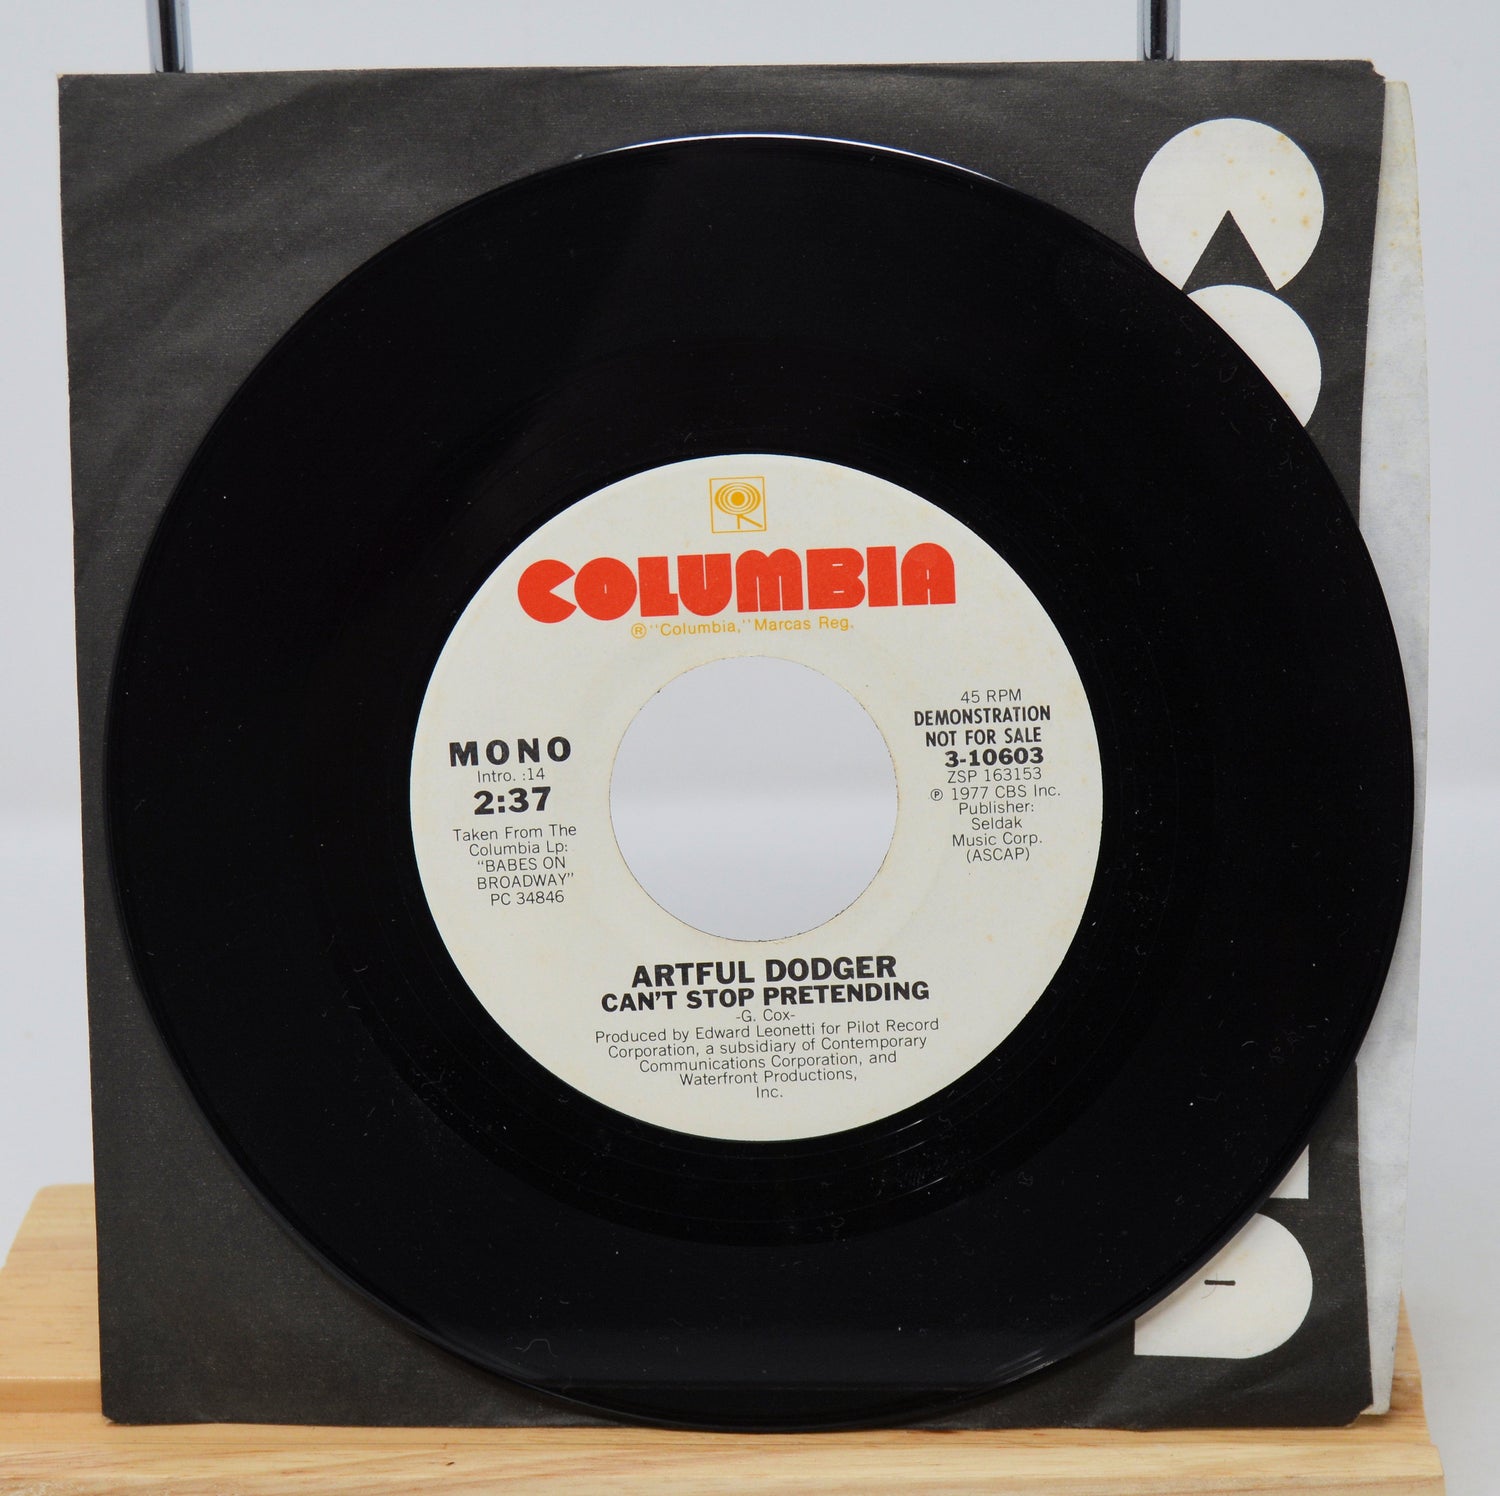 COLUMBIA
® "Columbia," Marcas Reg.
MONO
Intro. :14
2:37
Taken From The
Columbia Lp:
"BABES ON
BROADWAY"
PC 34846
45 RPM
DEMONSTRATION
NOT FOR SALE
3-10603
ZSP 163153
℗ 1977 CBS Inc.
Publisher:
Seldak
Music Corp.
(ASCAP)
ARTFUL DODGER
CAN'T STOP PRETENDING
-G. Cox-
Produced by Edward Leonetti for Pilot Record
Corporation, a subsidiary of Contemporary
Communications Corporation, and
Waterfront Productions,
Inc.